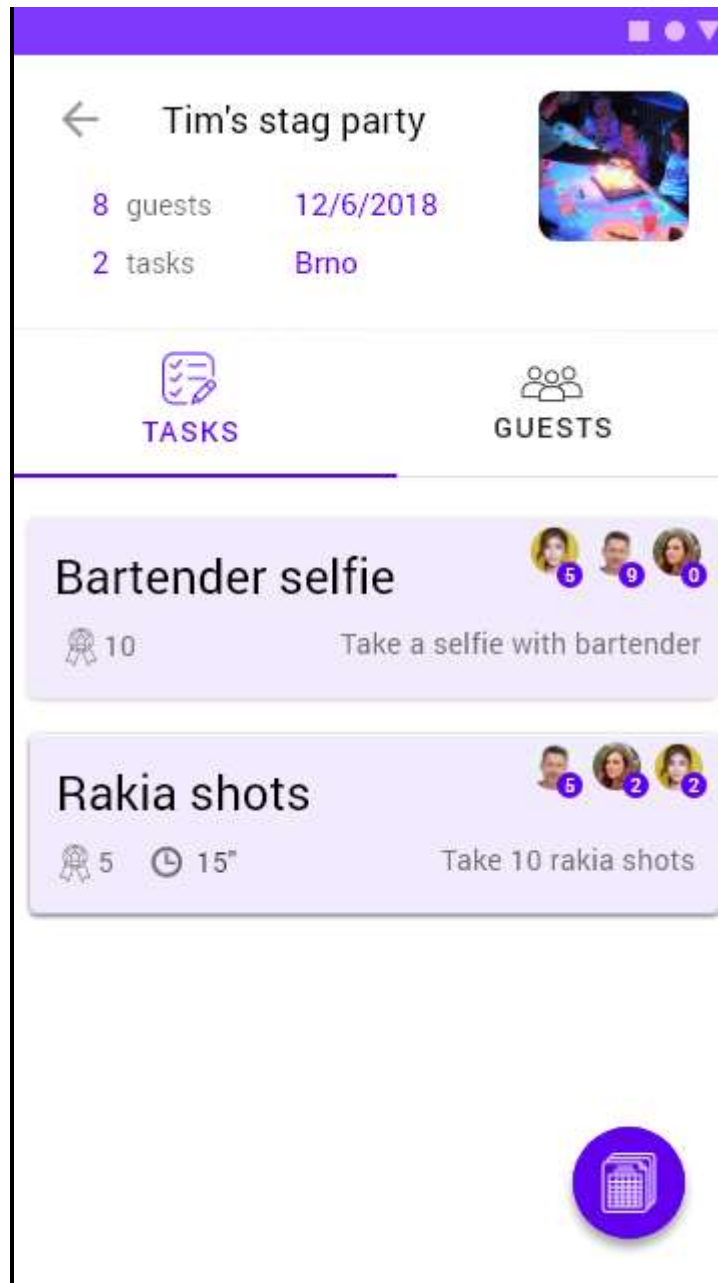 Tim's stag party
8 guests 12/6/2018
2 tasks Brno
TASKS GUESTS
Bartender selfie 5 9 0
10 Take a selfie with bartender
Rakia shots 5 2 2
5 15" Take 10 rakia shots